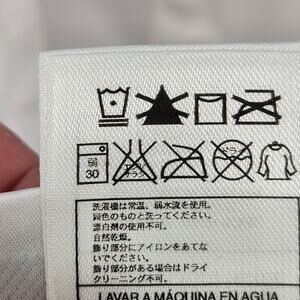 弱
30
エンソ
ドライ
洗濯機は常温、弱水流を使用。
同色のものと洗ってください。
漂白剤の使用不可。
自然乾燥。
飾り部分にアイロンをあてな
いでください。
飾り部分がある場合はドライ
クリーニング不可。
LAVAR A MÁQUINA EN AGUA